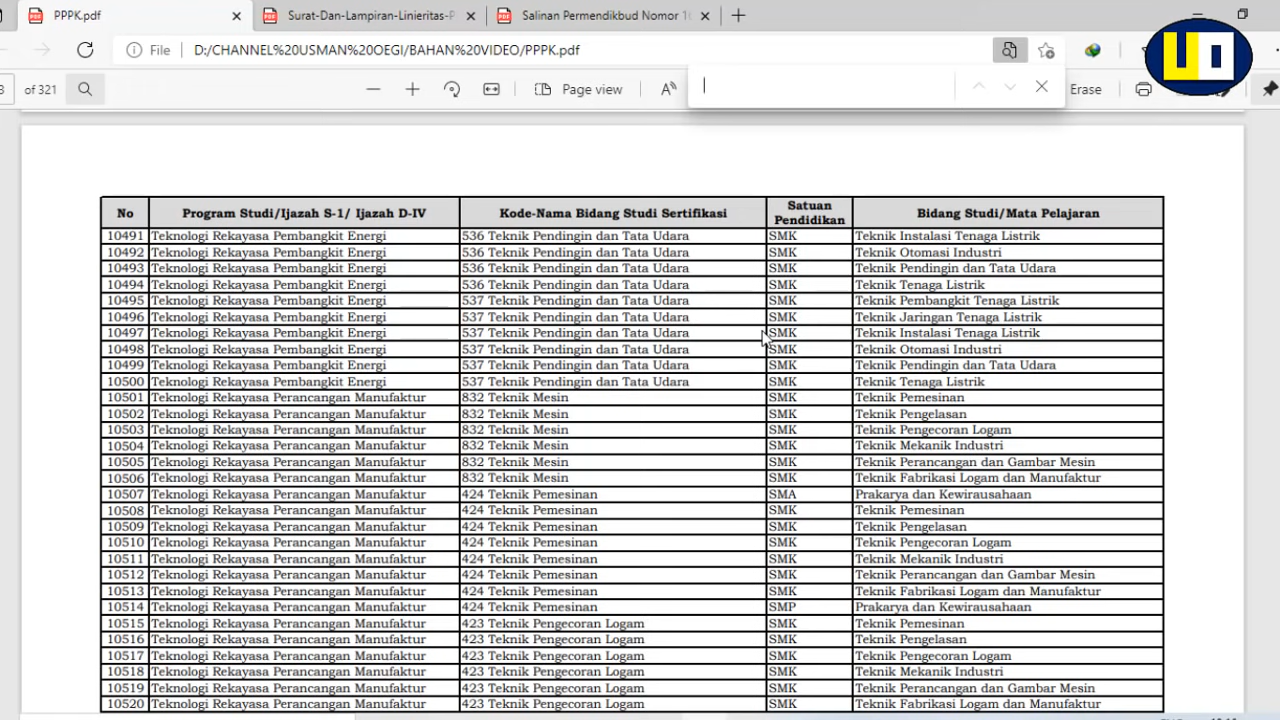 PPPK.pdf
Surat-Dan-Lampiran-Linieritas-P
Salinan Permendikbud Nomor 1
File D:/CHANNEL%20USMAN%20OEGI/BAHAN%20VIDEO/PPPK.pdf
UO
of 321
Page view
Erase
No Program Studi/Ijazah S-1/ Ijazah D-IV Kode-Nama Bidang Studi Sertifikasi Satuan Pendidikan Bidang Studi/Mata Pelajaran
10491 Teknologi Rekayasa Pembangkit Energi 536 Teknik Pendingin dan Tata Udara SMK Teknik Instalasi Tenaga Listrik
10492 Teknologi Rekayasa Pembangkit Energi 536 Teknik Pendingin dan Tata Udara SMK Teknik Otomasi Industri
10493 Teknologi Rekayasa Pembangkit Energi 536 Teknik Pendingin dan Tata Udara SMK Teknik Pendingin dan Tata Udara
10494 Teknologi Rekayasa Pembangkit Energi 536 Teknik Pendingin dan Tata Udara SMK Teknik Tenaga Listrik
10495 Teknologi Rekayasa Pembangkit Energi 537 Teknik Pendingin dan Tata Udara SMK Teknik Pembangkit Tenaga Listrik
10496 Teknologi Rekayasa Pembangkit Energi 537 Teknik Pendingin dan Tata Udara SMK Teknik Jaringan Tenaga Listrik
10497 Teknologi Rekayasa Pembangkit Energi 537 Teknik Pendingin dan Tata Udara SMK Teknik Instalasi Tenaga Listrik
10498 Teknologi Rekayasa Pembangkit Energi 537 Teknik Pendingin dan Tata Udara SMK Teknik Otomasi Industri
10499 Teknologi Rekayasa Pembangkit Energi 537 Teknik Pendingin dan Tata Udara SMK Teknik Pendingin dan Tata Udara
10500 Teknologi Rekayasa Pembangkit Energi 537 Teknik Pendingin dan Tata Udara SMK Teknik Tenaga Listrik
10501 Teknologi Rekayasa Perancangan Manufaktur 832 Teknik Mesin SMK Teknik Pemesinan
10502 Teknologi Rekayasa Perancangan Manufaktur 832 Teknik Mesin SMK Teknik Pengelasan
10503 Teknologi Rekayasa Perancangan Manufaktur 832 Teknik Mesin SMK Teknik Pengecoran Logam
10504 Teknologi Rekayasa Perancangan Manufaktur 832 Teknik Mesin SMK Teknik Mekanik Industri
10505 Teknologi Rekayasa Perancangan Manufaktur 832 Teknik Mesin SMK Teknik Perancangan dan Gambar Mesin
10506 Teknologi Rekayasa Perancangan Manufaktur 832 Teknik Mesin SMK Teknik Fabrikasi Logam dan Manufaktur
10507 Teknologi Rekayasa Perancangan Manufaktur 424 Teknik Pemesinan SMA Prakarya dan Kewirausahaan
10508 Teknologi Rekayasa Perancangan Manufaktur 424 Teknik Pemesinan SMK Teknik Pemesinan
10509 Teknologi Rekayasa Perancangan Manufaktur 424 Teknik Pemesinan SMK Teknik Pengelasan
10510 Teknologi Rekayasa Perancangan Manufaktur 424 Teknik Pemesinan SMK Teknik Pengecoran Logam
10511 Teknologi Rekayasa Perancangan Manufaktur 424 Teknik Pemesinan SMK Teknik Mekanik Industri
10512 Teknologi Rekayasa Perancangan Manufaktur 424 Teknik Pemesinan SMK Teknik Perancangan dan Gambar Mesin
10513 Teknologi Rekayasa Perancangan Manufaktur 424 Teknik Pemesinan SMK Teknik Fabrikasi Logam dan Manufaktur
10514 Teknologi Rekayasa Perancangan Manufaktur 424 Teknik Pemesinan SMP Prakarya dan Kewirausahaan
10515 Teknologi Rekayasa Perancangan Manufaktur 423 Teknik Pengecoran Logam SMK Teknik Pemesinan
10516 Teknologi Rekayasa Perancangan Manufaktur 423 Teknik Pengecoran Logam SMK Teknik Pengelasan
10517 Teknologi Rekayasa Perancangan Manufaktur 423 Teknik Pengecoran Logam SMK Teknik Pengecoran Logam
10518 Teknologi Rekayasa Perancangan Manufaktur 423 Teknik Pengecoran Logam SMK Teknik Mekanik Industri
10519 Teknologi Rekayasa Perancangan Manufaktur 423 Teknik Pengecoran Logam SMK Teknik Perancangan dan Gambar Mesin
10520 Teknologi Rekayasa Perancangan Manufaktur 423 Teknik Pengecoran Logam SMK Teknik Fabrikasi Logam dan Manufaktur